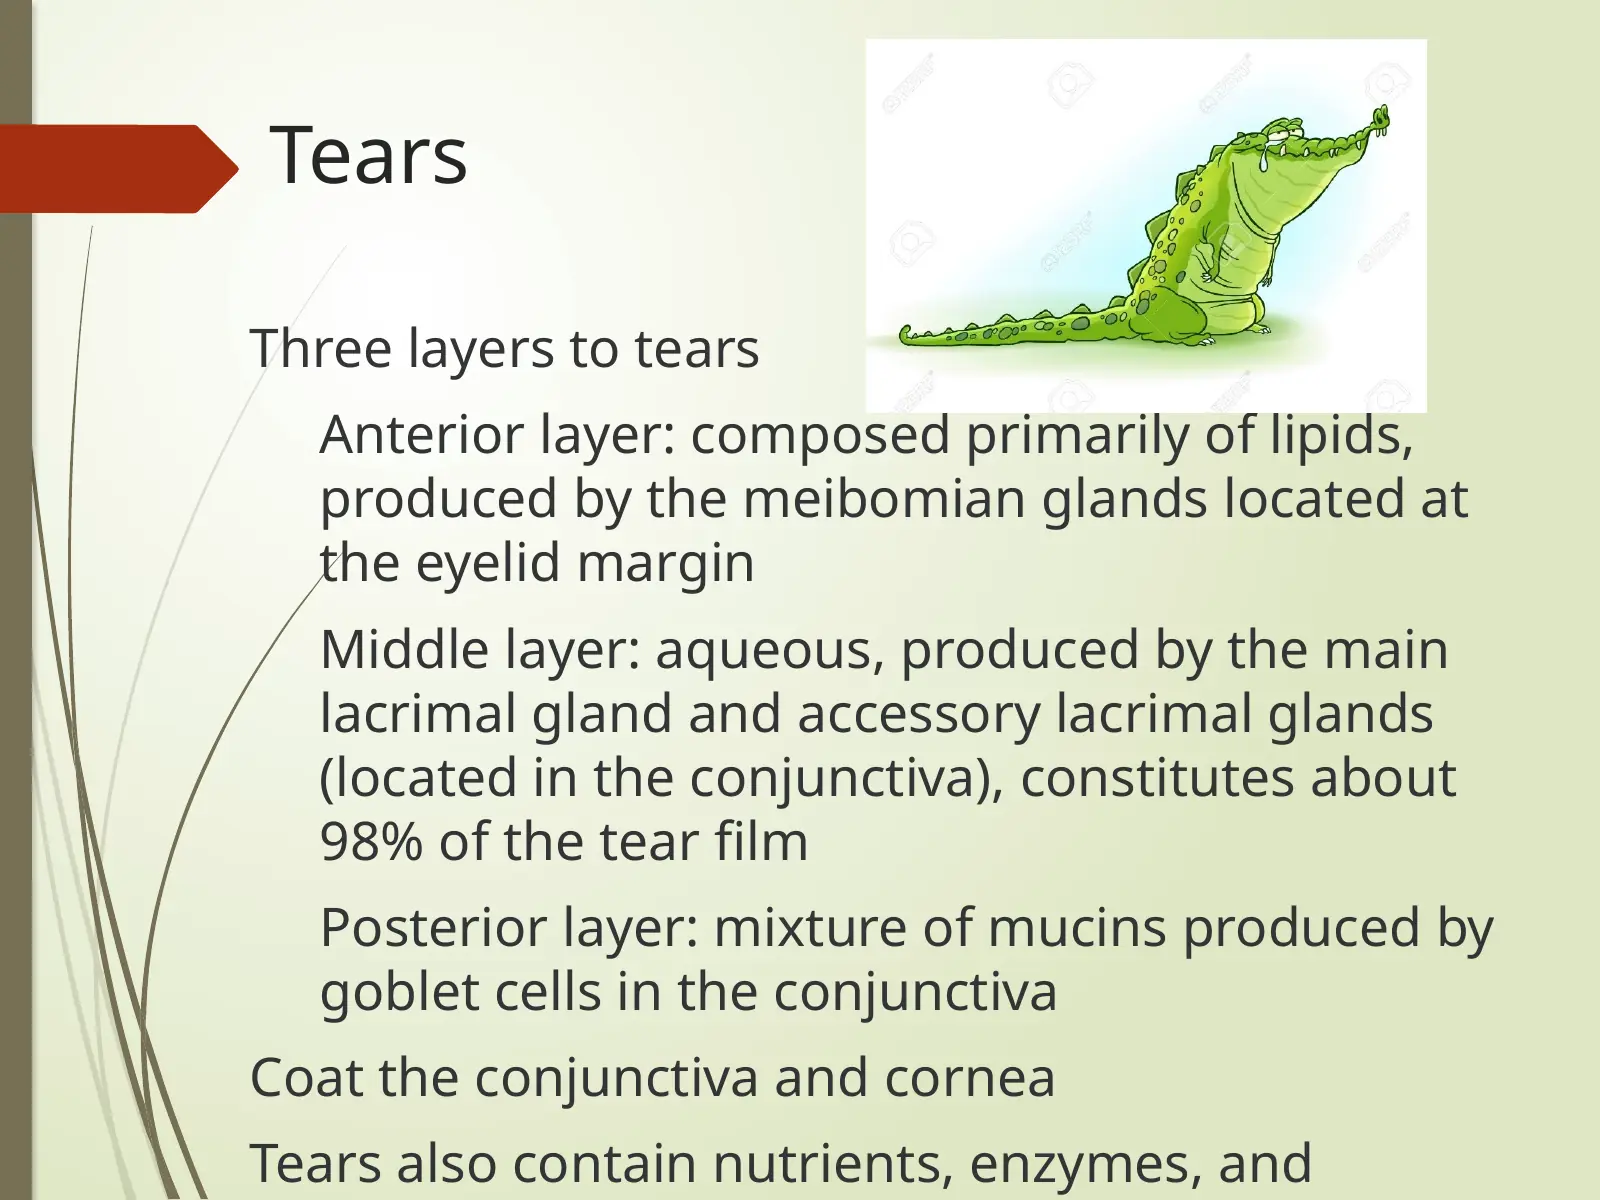 Tears
Three layers to tears
Anterior layer: composed primarily of lipids,
produced by the meibomian glands located at
the eyelid margin
Middle layer: aqueous, produced by the main
lacrimal gland and accessory lacrimal glands
(located in the conjunctiva), constitutes about
98% of the tear film
Posterior layer: mixture of mucins produced by
goblet cells in the conjunctiva
Coat the conjunctiva and cornea
Tears also contain nutrients, enzymes, and